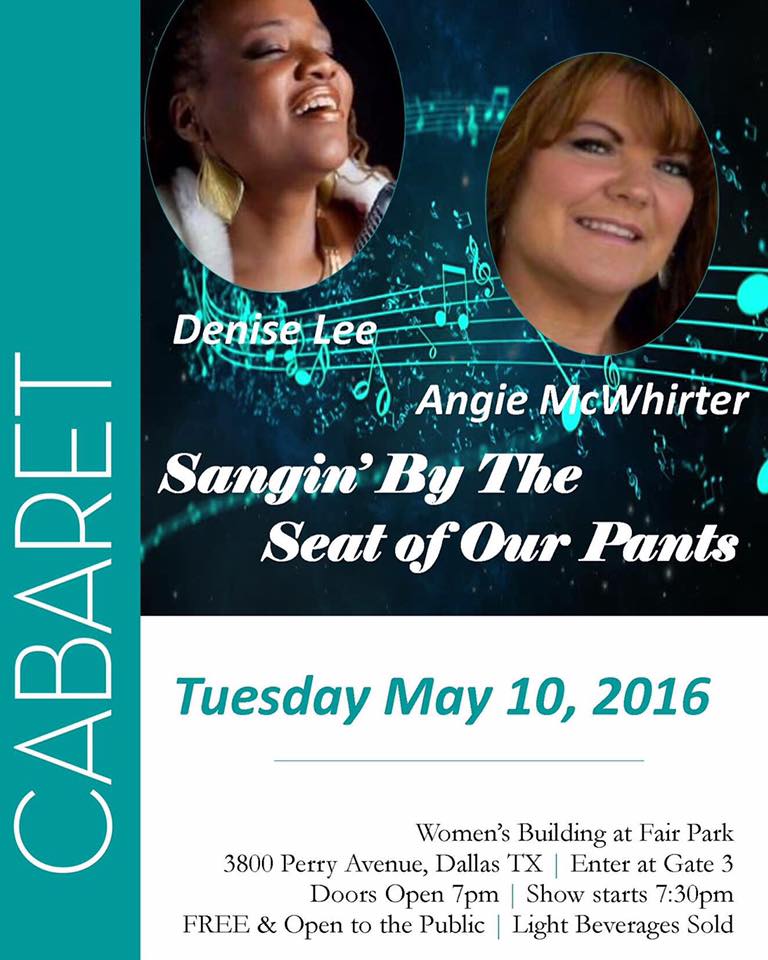 CABARET
Denise Lee
Angie McWhirter
Sangin' By The
Seat of Our Pants
Tuesday May 10, 2016
Women's Building at Fair Park
3800 Perry Avenue, Dallas TX | Enter at Gate 3
Doors Open 7pm | Show starts 7:30pm
FREE & Open to the Public | Light Beverages Sold